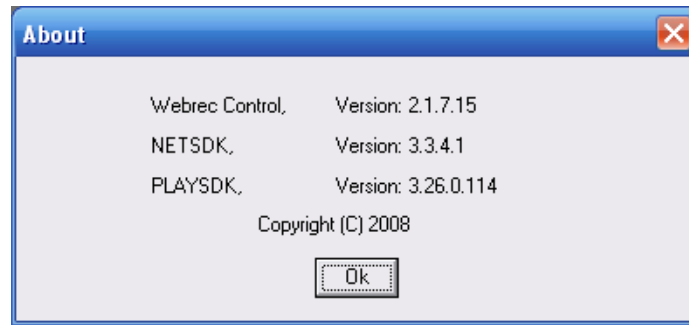 About
Webrec Control, Version: 2.1.7.15
NETSDK, Version: 3.3.4.1
PLAYSDK, Version: 3.26.0.114
Copyright (C) 2008
Ok